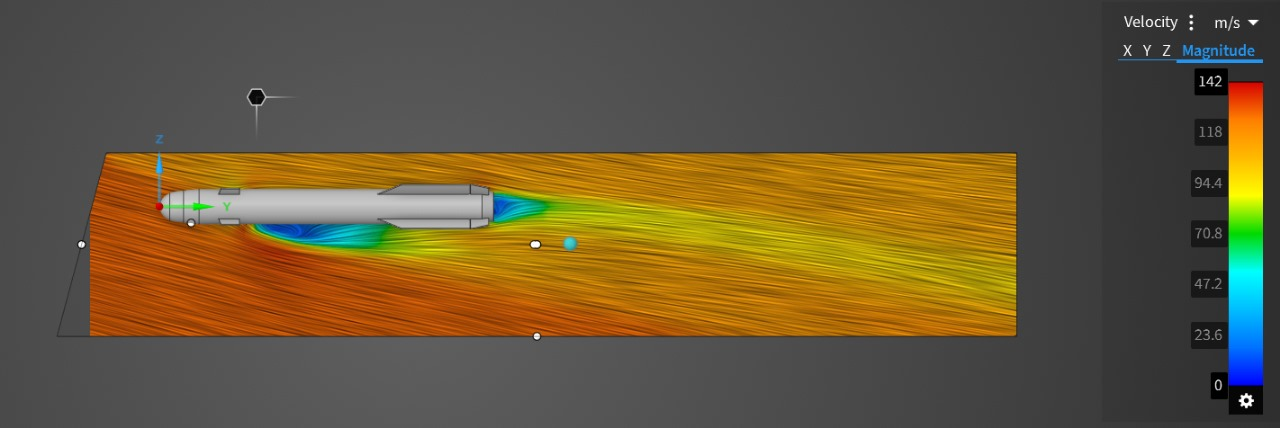 Velocity m/s
X Y Z Magnitude
142
118
94.4
70.8
47.2
23.6
0
Z
Y